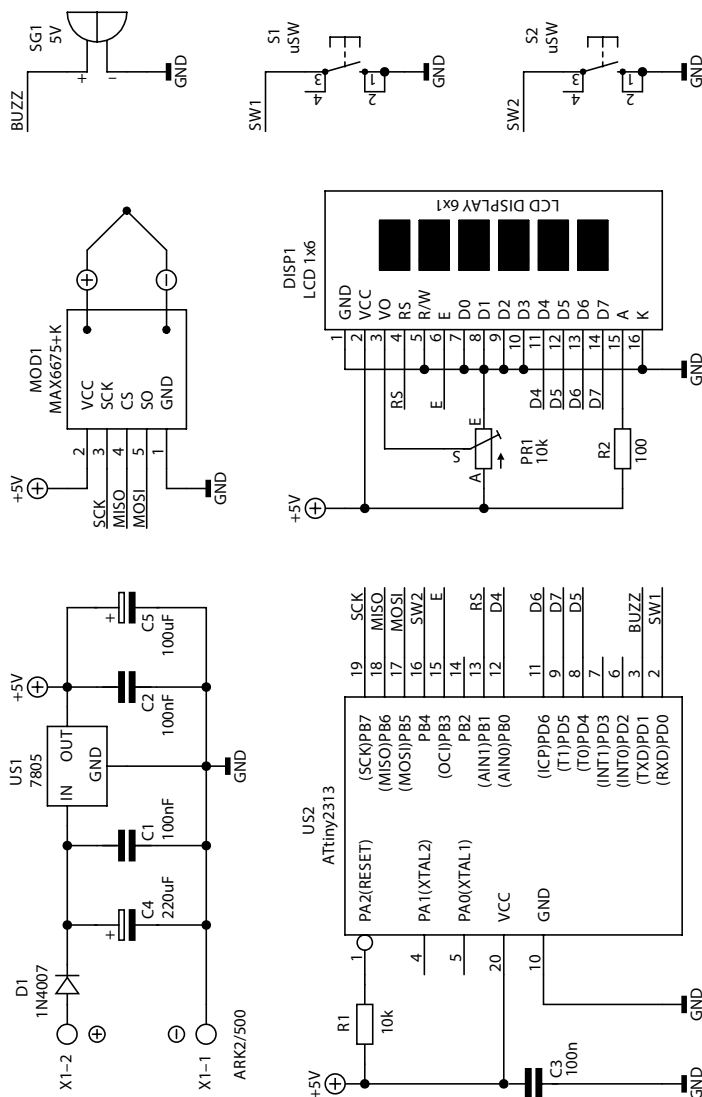 SG1
5V
+
–
BUZZ
GND
S1
uSW
3
4
1
2
SW1
GND
S2
uSW
3
4
1
2
SW2
GND
MOD1
MAX6675+K
+
–
VCC
SCK
CS
SO
GND
2
3
4
5
1
SCK
MISO
MOSI
+5V
GND
DISP1
LCD 1x6
LCD DISPLAY 6x1
GND
VCC
VO
RS
R/W
E
D0
D1
D2
D3
D4
D5
D6
D7
A
K
1
2
3
4
5
6
7
8
9
10
11
12
13
14
15
16
RS
E
D4
D5
D6
D7
GND
S
E
A
PR1
10k
R2
100
+5V
X1-2
+
D1
1N4007
–
X1-1
ARK2/500
+
C4
220uF
C1
100nF
US1
7805
IN
OUT
GND
GND
+5V
C2
100nF
+
C5
100uF
US2
ATtiny2313
PA2(RESET)
PA1(XTAL2)
PA0(XTAL1)
VCC
GND
1
4
5
20
10
(SCK)PB7
(MISO)PB6
(MOSI)PB5
PB4
(OCI)PB3
PB2
(AIN1)PB1
(AIN0)PB0
(ICP)PD6
(T1)PD5
(T0)PD4
(INT1)PD3
(INT0)PD2
(TXD)PD1
(RXD)PD0
19
18
17
16
15
14
13
12
11
9
8
7
6
3
2
SCK
MISO
MOSI
SW2
E
RS
D4
D6
D7
D5
BUZZ
SW1
R1
10k
+5V
C3
100n
GND
GND